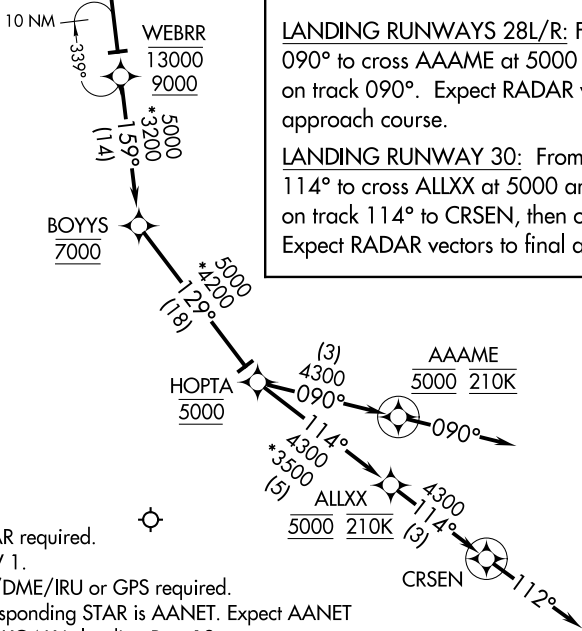 10 NM
339°
WEBRR
13000
9000
159°
(14)
5000
*3200
LANDING RUNWAYS 28L/R:
090° to cross AAAME at 5000
on track 090°. Expect RADAR
approach course.
LANDING RUNWAY 30: From
114° to cross ALLXX at 5000
on track 114° to CRSEN, then
Expect RADAR vectors to final
BOYYS
7000
5000
*4200
129°
(18)
HOPTA
5000
(3)
4300
090°
AAAME
5000 210K
090°
114°
4300
*3500
(5)
ALLXX
5000 210K
4300
114°
(3)
CRSEN
112°
required.
1.
/DME/IRU or GPS required.
STAR is AANET. Expect AANET